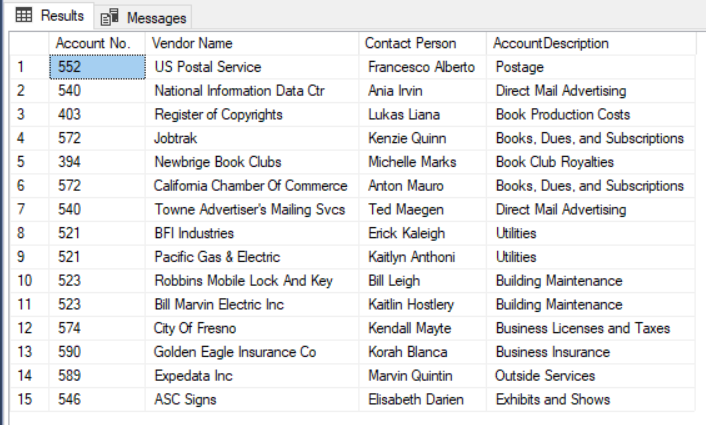 Results Messages
Account No. Vendor Name Contact Person AccountDescription
1 552 US Postal Service Francesco Alberto Postage
2 540 National Information Data Ctr Ania Irvin Direct Mail Advertising
3 403 Register of Copyrights Lukas Liana Book Production Costs
4 572 Jobtrak Kenzie Quinn Books, Dues, and Subscriptions
5 394 Newbrige Book Clubs Michelle Marks Book Club Royalties
6 572 California Chamber Of Commerce Anton Mauro Books, Dues, and Subscriptions
7 540 Towne Advertiser's Mailing Svcs Ted Maegen Direct Mail Advertising
8 521 BFI Industries Erick Kaleigh Utilities
9 521 Pacific Gas & Electric Kaitlyn Anthoni Utilities
10 523 Robbins Mobile Lock And Key Bill Leigh Building Maintenance
11 523 Bill Marvin Electric Inc Kaitlin Hostlery Building Maintenance
12 574 City Of Fresno Kendall Mayte Business Licenses and Taxes
13 590 Golden Eagle Insurance Co Korah Blanca Business Insurance
14 589 Expedata Inc Marvin Quintin Outside Services
15 546 ASC Signs Elisabeth Darien Exhibits and Shows